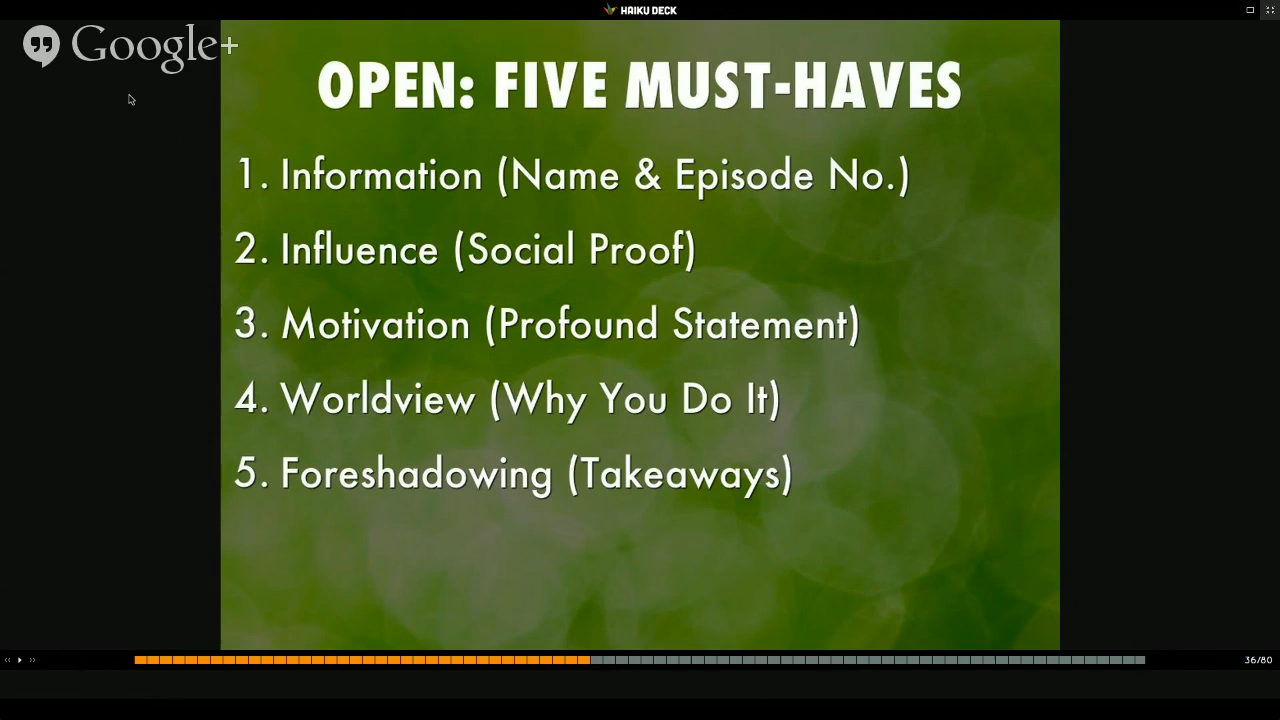 HAIKU DECK
Google+
OPEN: FIVE MUST-HAVES
1. Information (Name & Episode No.)
2. Influence (Social Proof)
3. Motivation (Profound Statement)
4. Worldview (Why You Do It)
5. Foreshadowing (Takeaways)
36/80